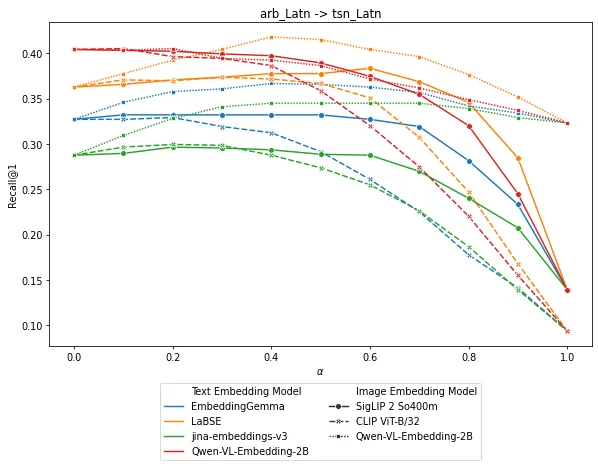 arb_Latn -> tsn_Latn
Recall@1
0.40
0.35
0.30
0.25
0.20
0.15
0.10
0.0
0.2
0.4
0.6
0.8
1.0
α
Text Embedding Model
EmbeddingGemma
LaBSE
jina-embeddings-v3
Qwen-VL-Embedding-2B
Image Embedding Model
SigLIP 2 So400m
CLIP ViT-B/32
Qwen-VL-Embedding-2B